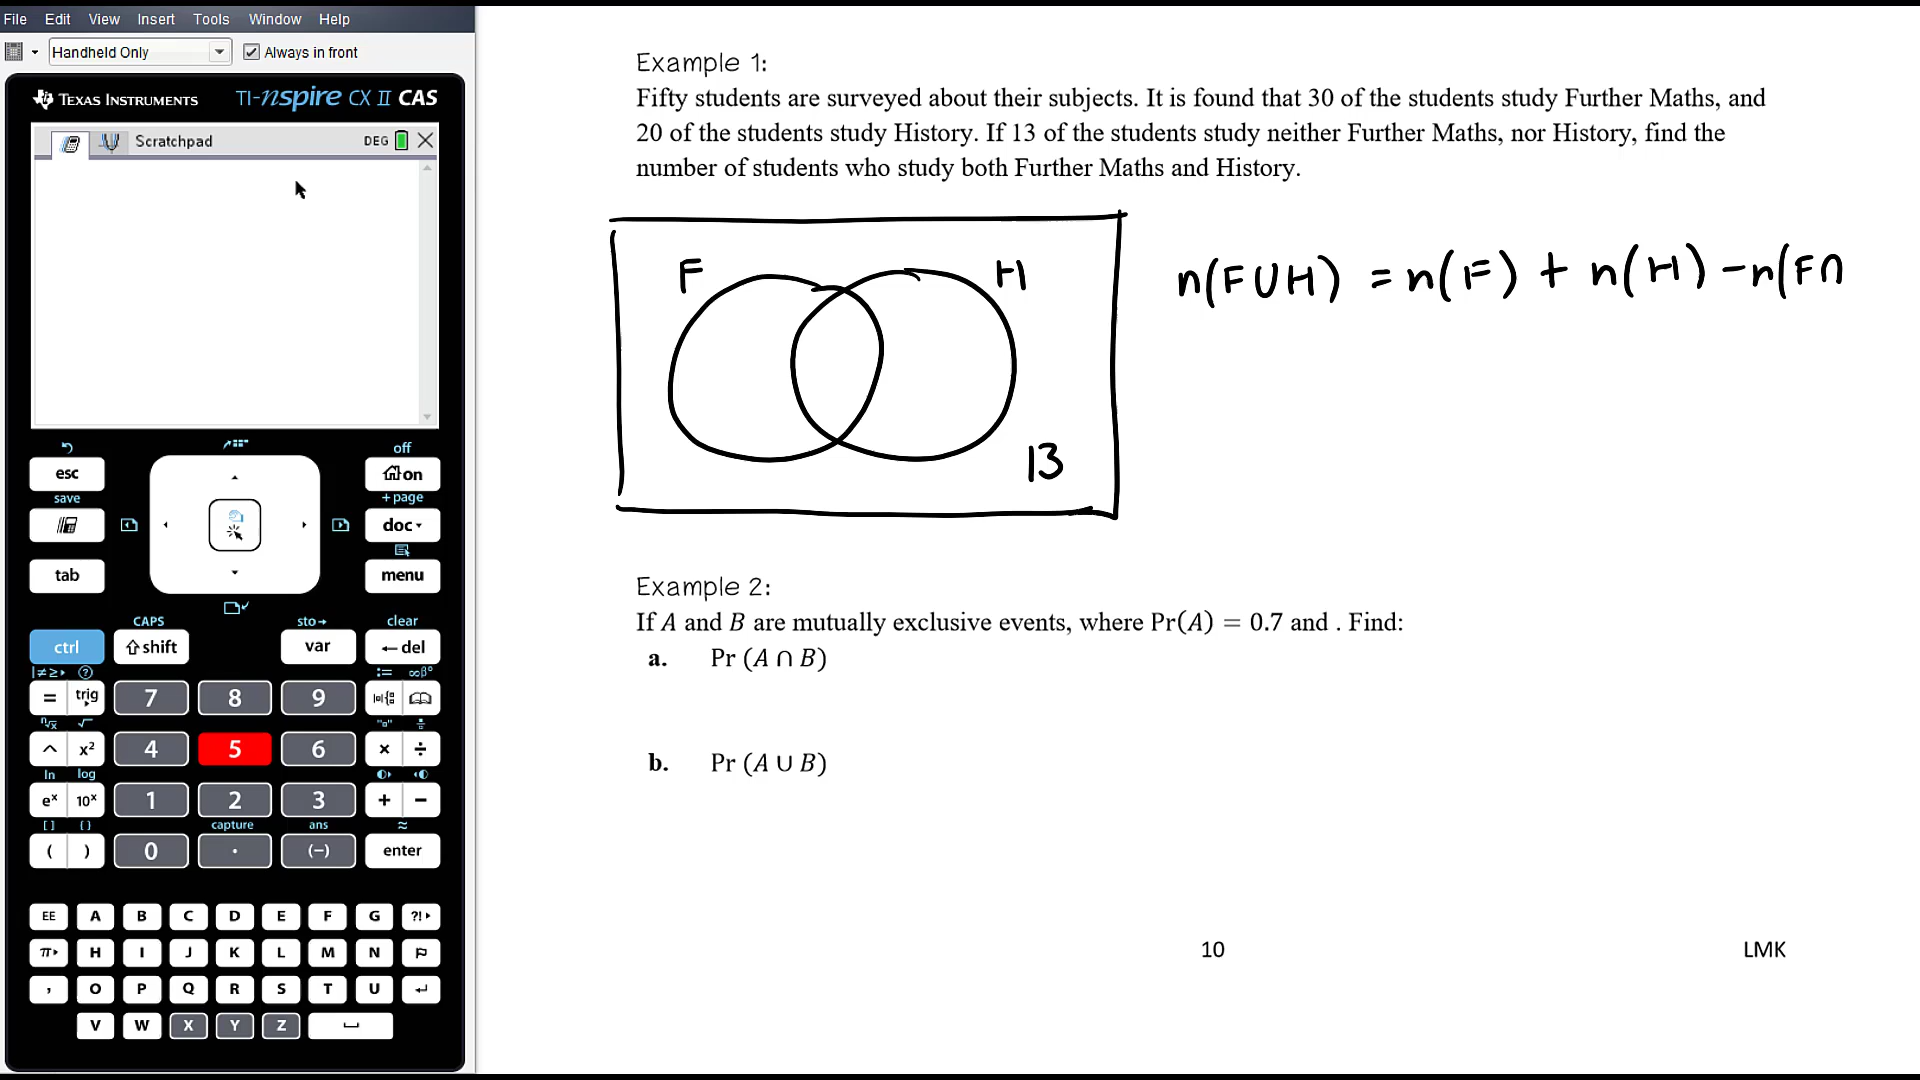 File Edit View Insert Tools Window Help
Handheld Only Always in front
TEXAS INSTRUMENTS TI-nspire CX II CAS
Scratchpad DEG
off
esc on
save + page
doc
tab menu
CAPS sto→ clear
ctrl ⇧shift var ←del
|≠≥▸ ? := ∞β°
= trig 7 8 9
ⁿ√x √ "□" ÷
^ x² 4 5 6 × ÷
ln log
eˣ 10ˣ 1 2 3 + −
[ ] { } capture ans ≈
( ) 0 . (−) enter
EE A B C D E F G ?!▸
π▸ H I J K L M N
, O P Q R S T U ↵
V W X Y Z
Example 1:
Fifty students are surveyed about their subjects. It is found that 30 of the students study Further Maths, and
20 of the students study History. If 13 of the students study neither Further Maths, nor History, find the
number of students who study both Further Maths and History.
F H
13
n(F∪H) = n(F) + n(H) − n(F∩
Example 2:
If A and B are mutually exclusive events, where Pr(A) = 0.7 and . Find:
a. Pr (A ∩ B)
b. Pr (A ∪ B)
10 LMK